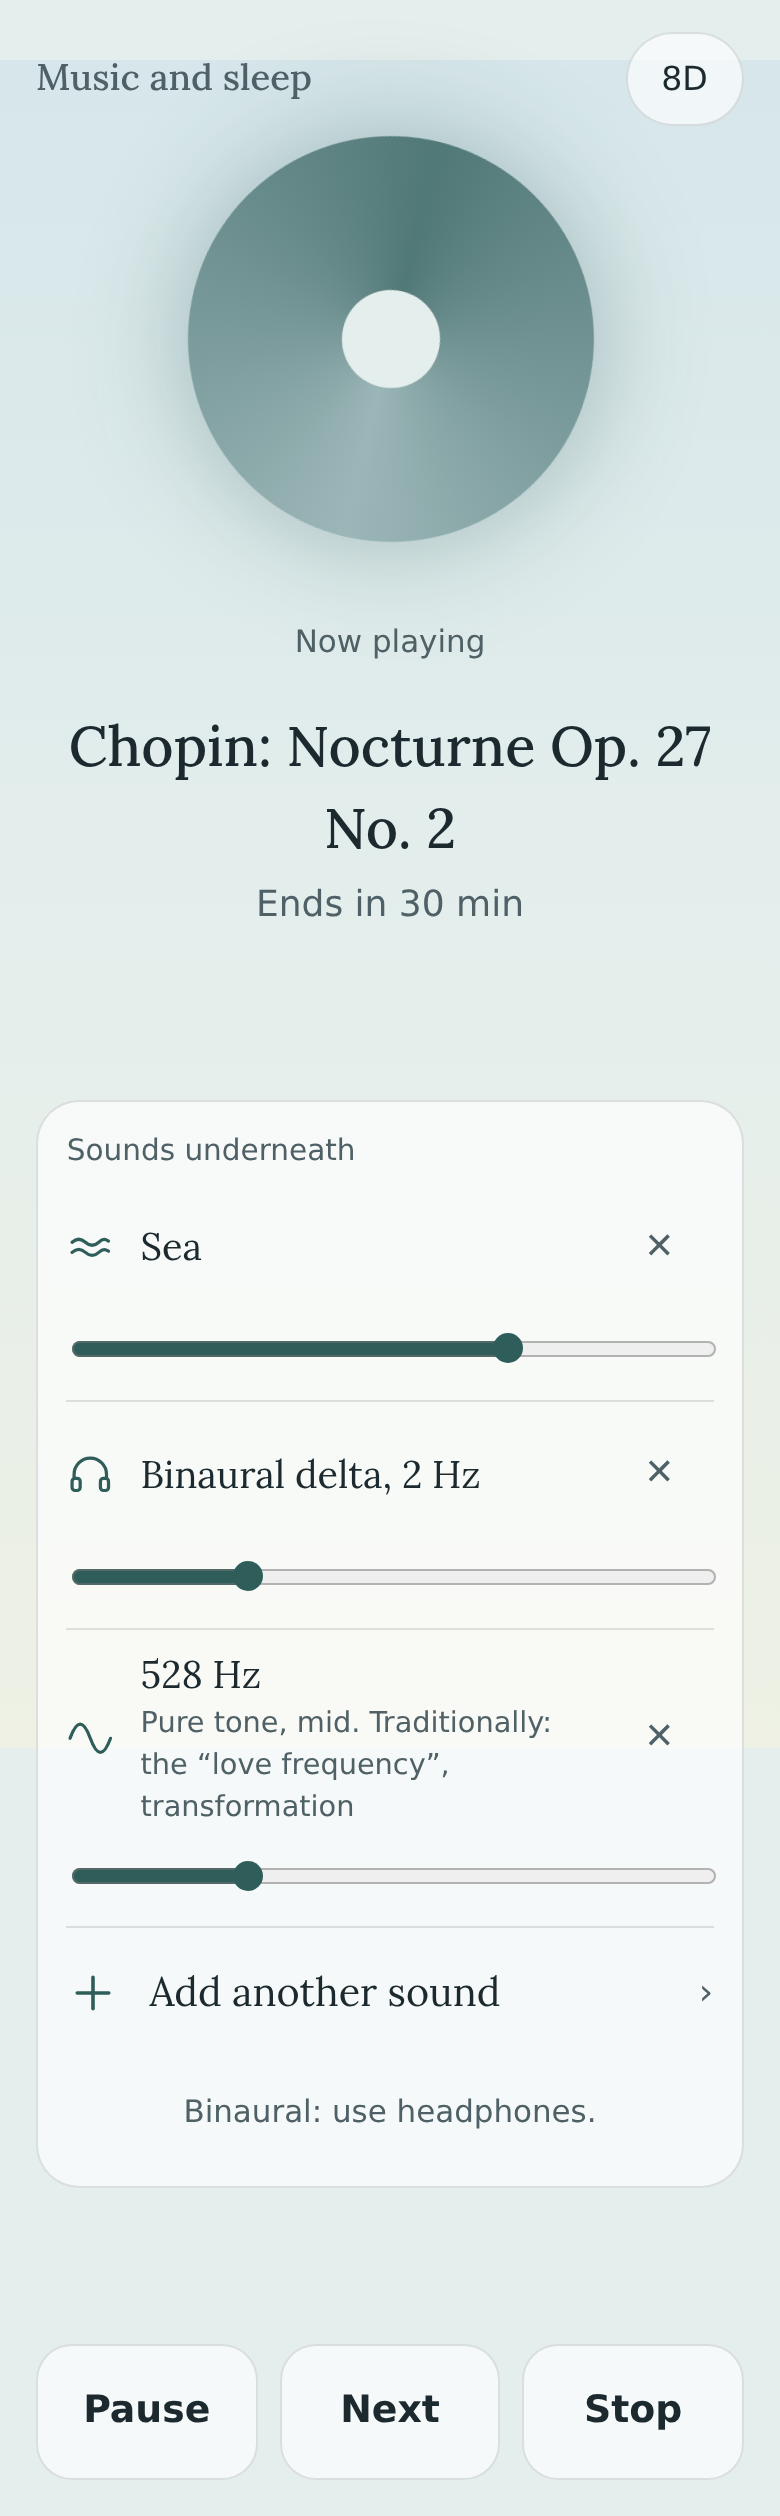 Music and sleep
8D
Now playing
Chopin: Nocturne Op. 27
No. 2
Ends in 30 min
Sounds underneath
Sea
✕
Binaural delta, 2 Hz
✕
528 Hz
Pure tone, mid. Traditionally:
the “love frequency”,
transformation
✕
Add another sound
›
Binaural: use headphones.
Pause
Next
Stop